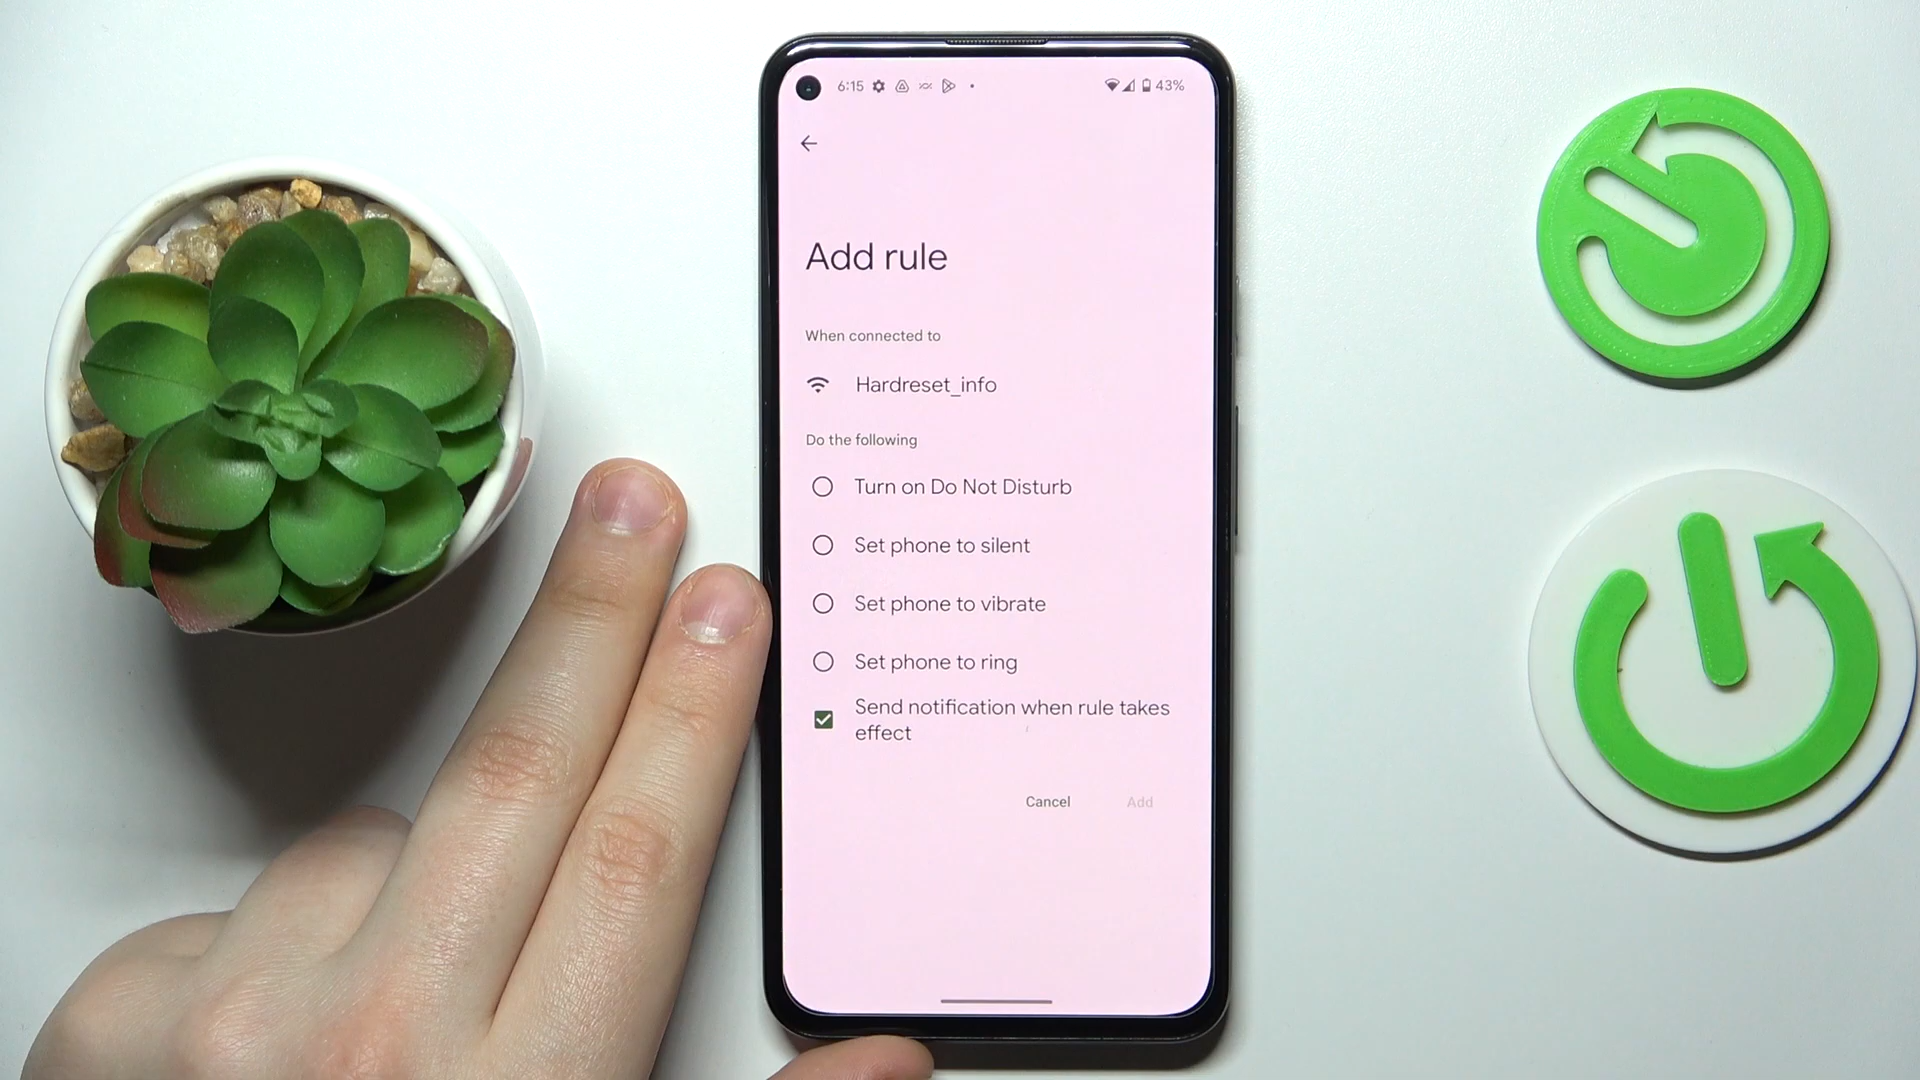 6:15 43%
Add rule
When connected to
Hardreset_info
Do the following
Turn on Do Not Disturb
Set phone to silent
Set phone to vibrate
Set phone to ring
Send notification when rule takes
effect
Cancel Add